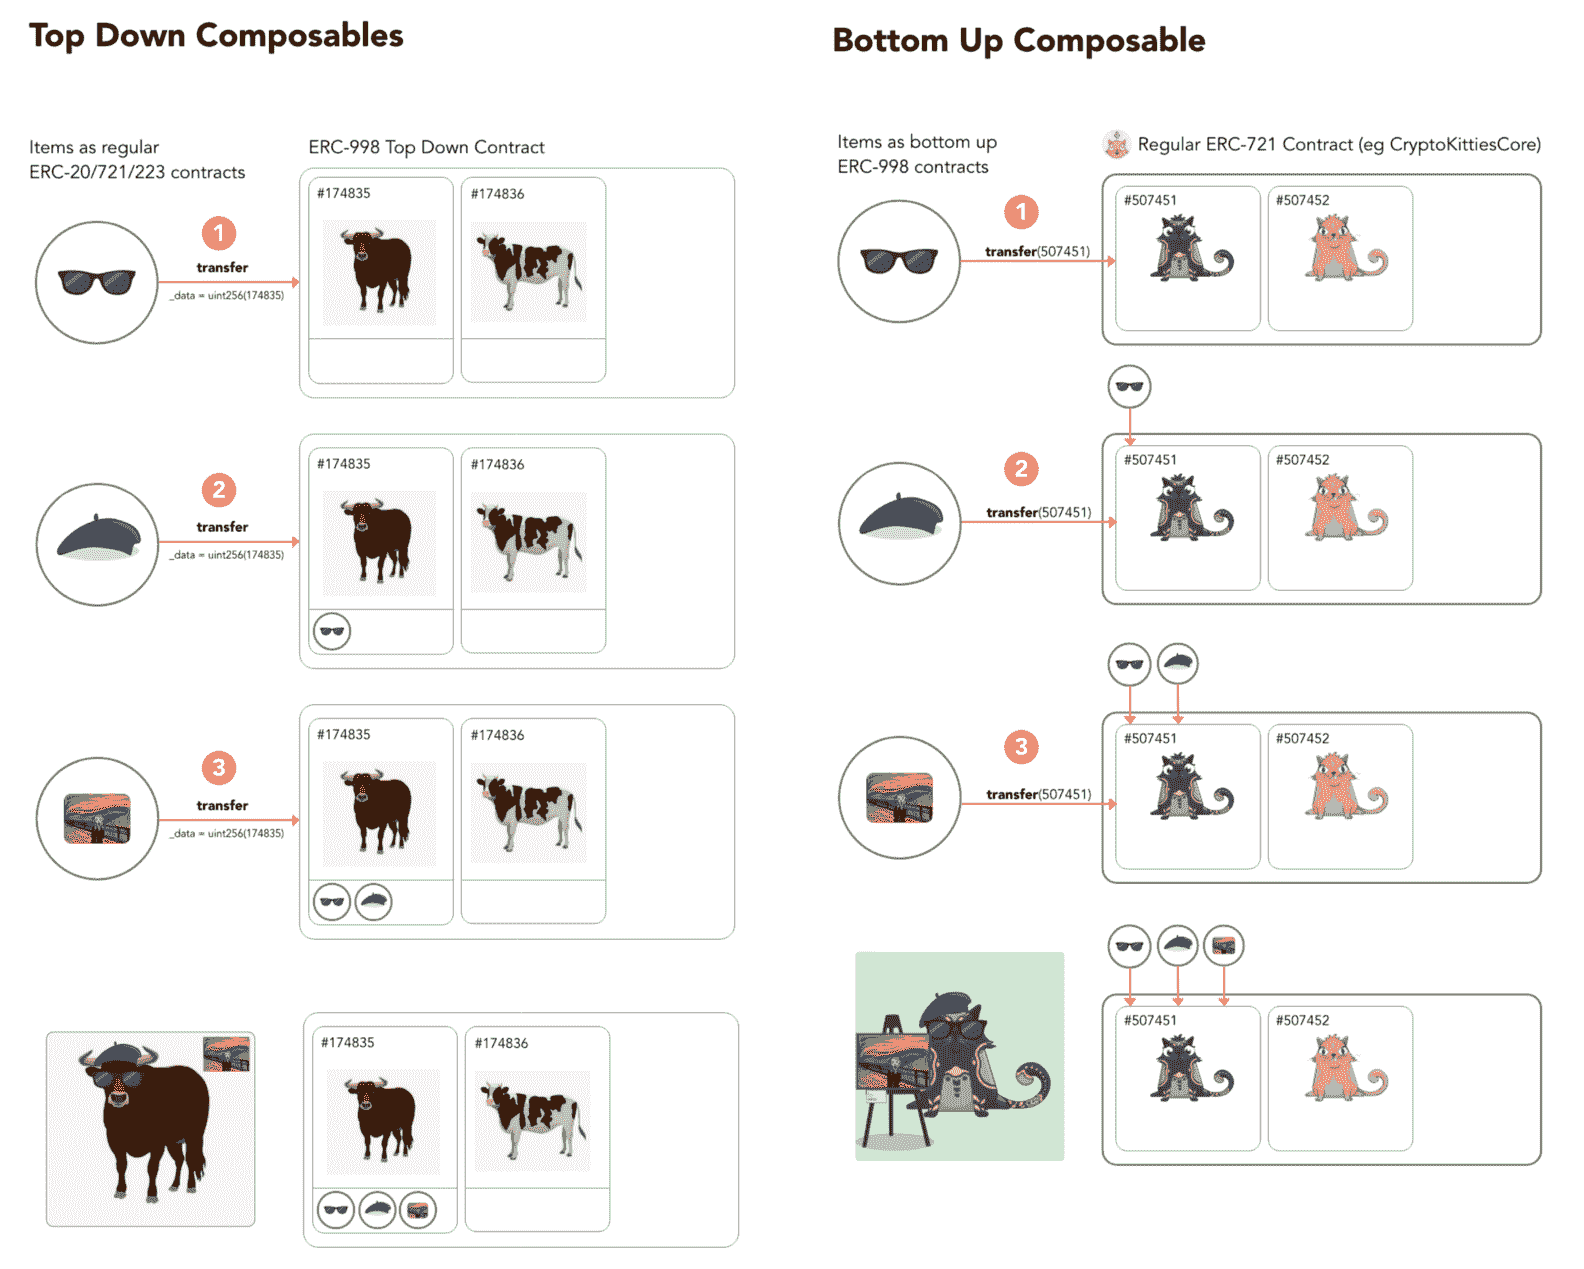 Top Down Composables
Items as regular
ERC-20/721/223 contracts
ERC-998 Top Down Contract
#174835
#174836
1
transfer
_data = uint256(174835)
#174835
#174836
2
transfer
_data = uint256(174835)
#174835
#174836
3
transfer
_data = uint256(174835)
#174835
#174836
Bottom Up Composable
Items as bottom up
ERC-998 contracts
Regular ERC-721 Contract (eg CryptoKittiesCore)
#507451
#507452
1
transfer(507451)
#507451
#507452
2
transfer(507451)
#507451
#507452
3
transfer(507451)
#507451
#507452